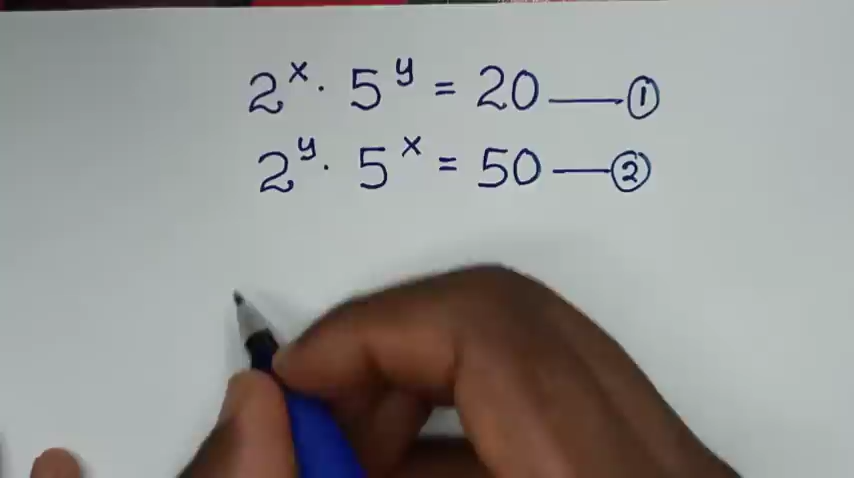 2^x · 5^y = 20 —— ①
2^y · 5^x = 50 —— ②